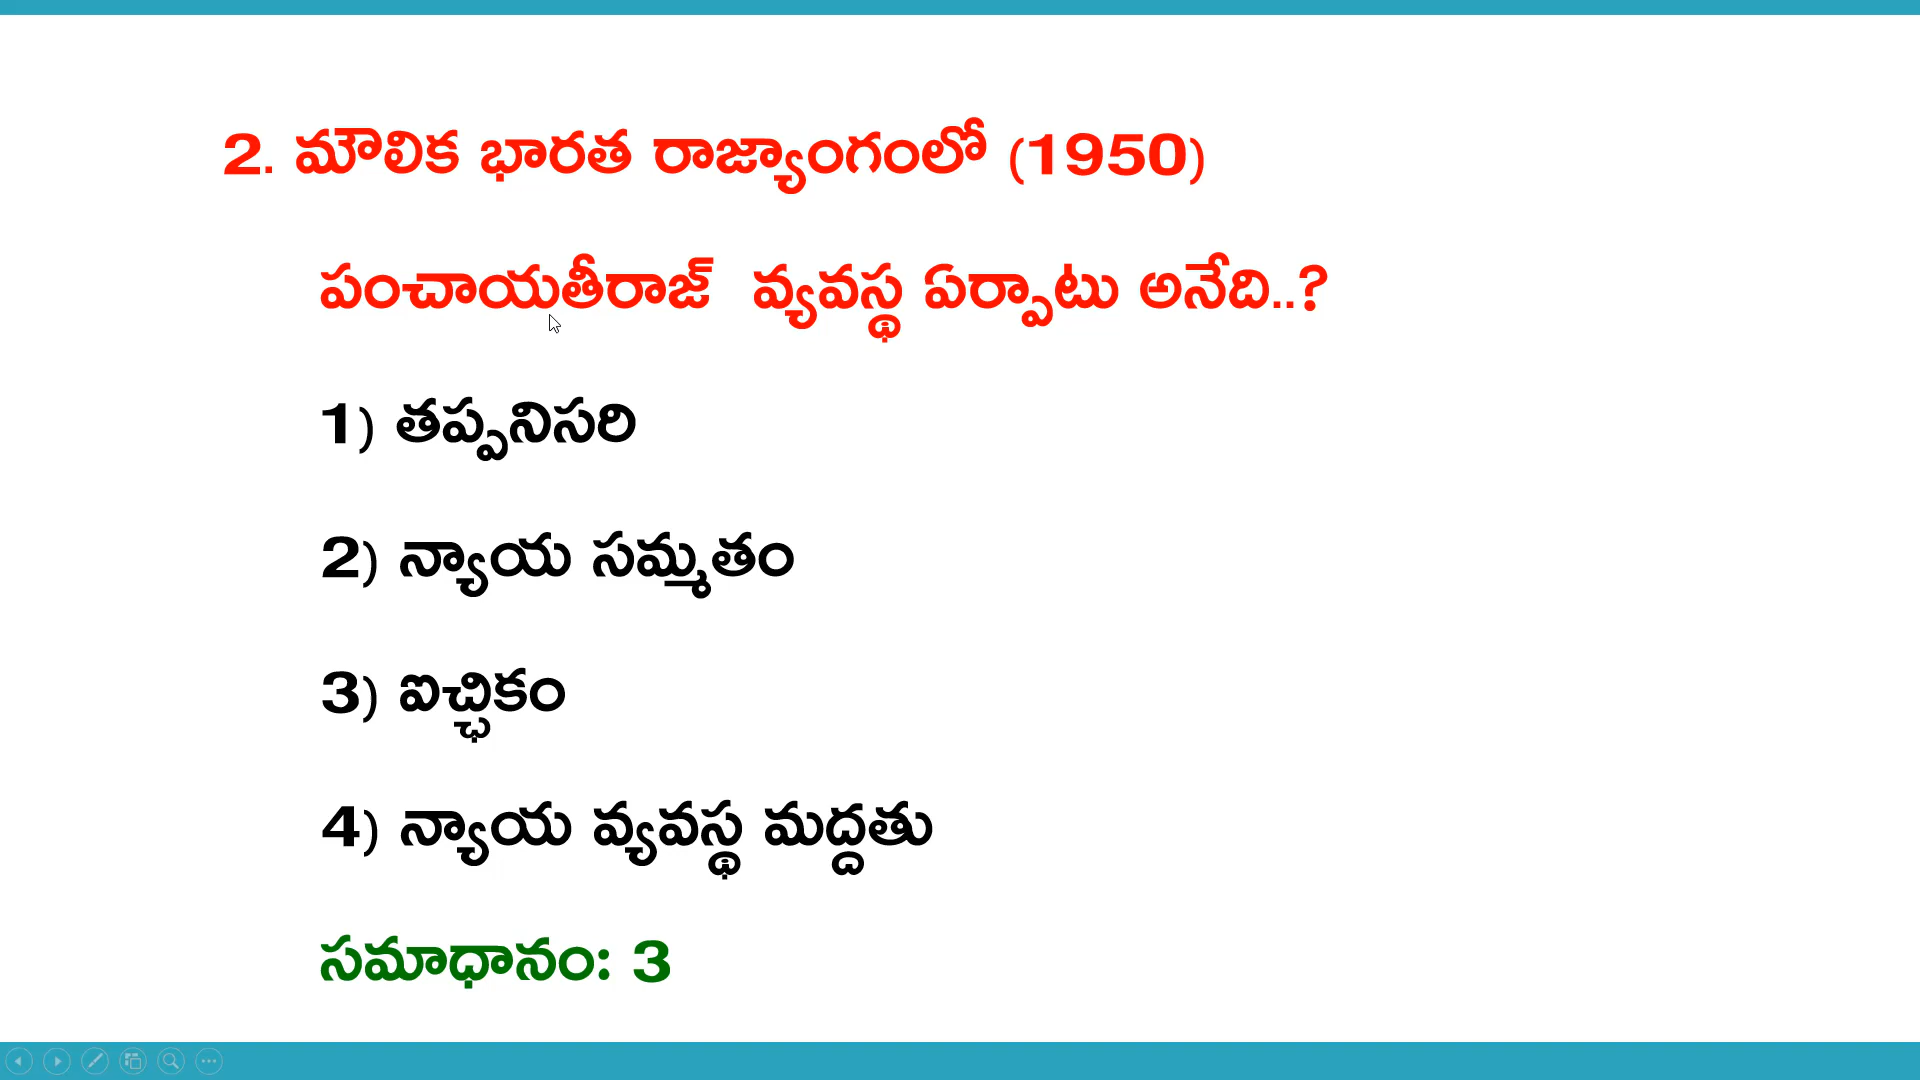 2. మౌలిక భారత రాజ్యాంగంలో (1950)
పంచాయతీరాజ్ వ్యవస్థ ఏర్పాటు అనేది..?
1) తప్పనిసరి
2) న్యాయ సమ్మతం
3) ఐచ్ఛికం
4) న్యాయ వ్యవస్థ మద్దతు
సమాధానం: 3